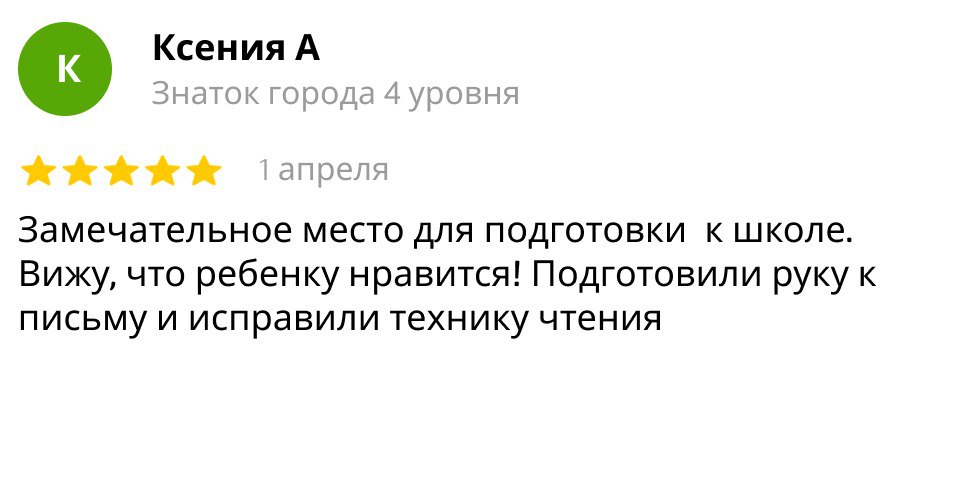 К
Ксения А
Знаток города 4 уровня
1 апреля
Замечательное место для подготовки  к школе.
Вижу, что ребенку нравится! Подготовили руку к
письму и исправили технику чтения